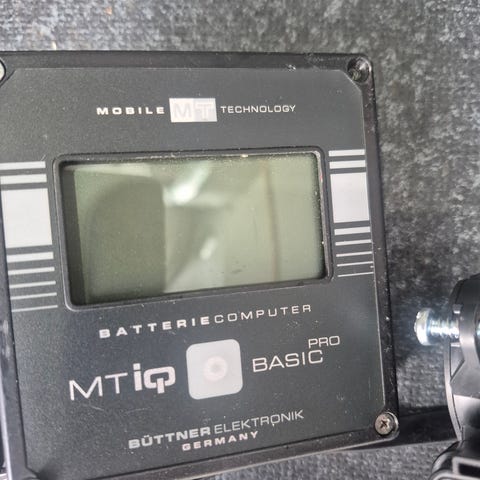 MOBILE MT TECHNOLOGY
BATTERIECOMPUTER
MT iQ BASIC PRO
BÜTTNER ELEKTRONIK
GERMANY